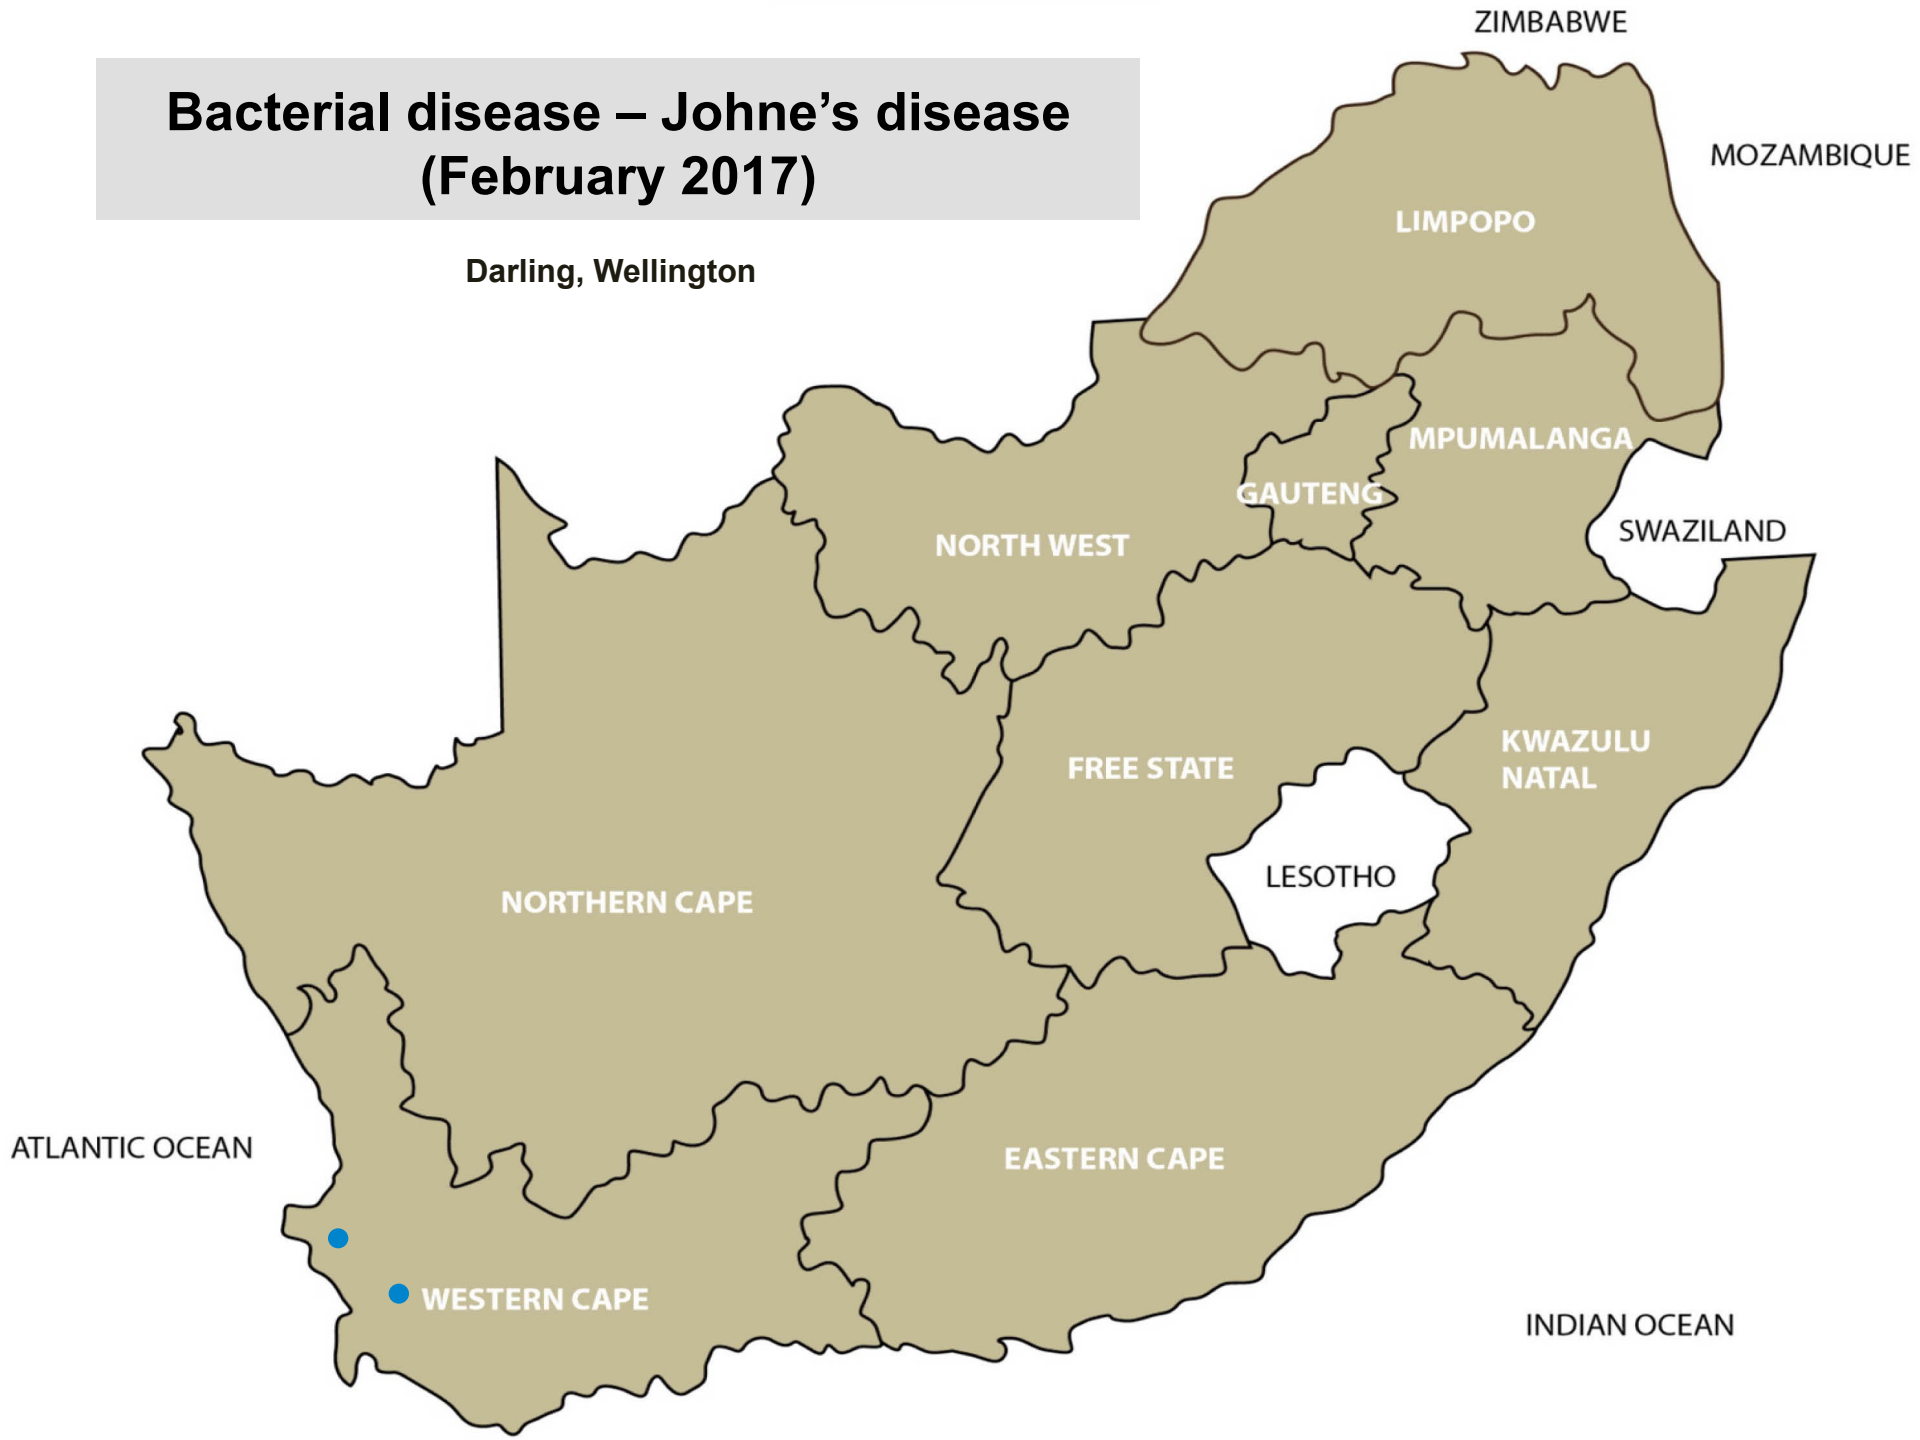 ZIMBABWE
Bacterial disease – Johne’s disease
(February 2017)
MOZAMBIQUE
LIMPOPO
Darling, Wellington
MPUMALANGA
GAUTENG
SWAZILAND
NORTH WEST
KWAZULU
NATAL
FREE STATE
LESOTHO
NORTHERN CAPE
ATLANTIC OCEAN
EASTERN CAPE
WESTERN CAPE
INDIAN OCEAN